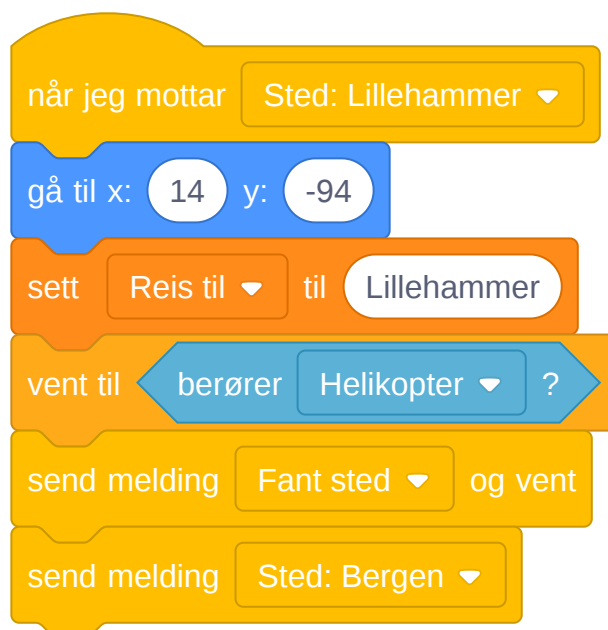 når jeg mottar Sted: Lillehammer
gå til x: 14 y: -94
sett Reis til til Lillehammer
vent til berører Helikopter ?
send melding Fant sted og vent
send melding Sted: Bergen